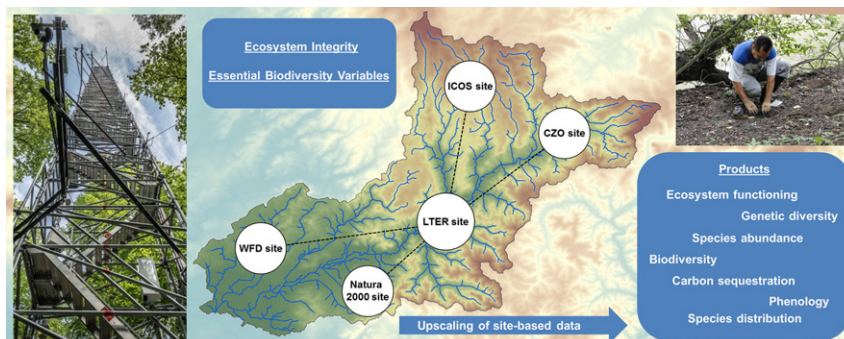 Ecosystem Integrity
Essential Biodiversity Variables
ICOS site
CZO site
LTER site
WFD site
Natura
2000 site
Upscaling of site-based data
Products
Ecosystem functioning
Genetic diversity
Species abundance
Biodiversity
Carbon sequestration
Phenology
Species distribution